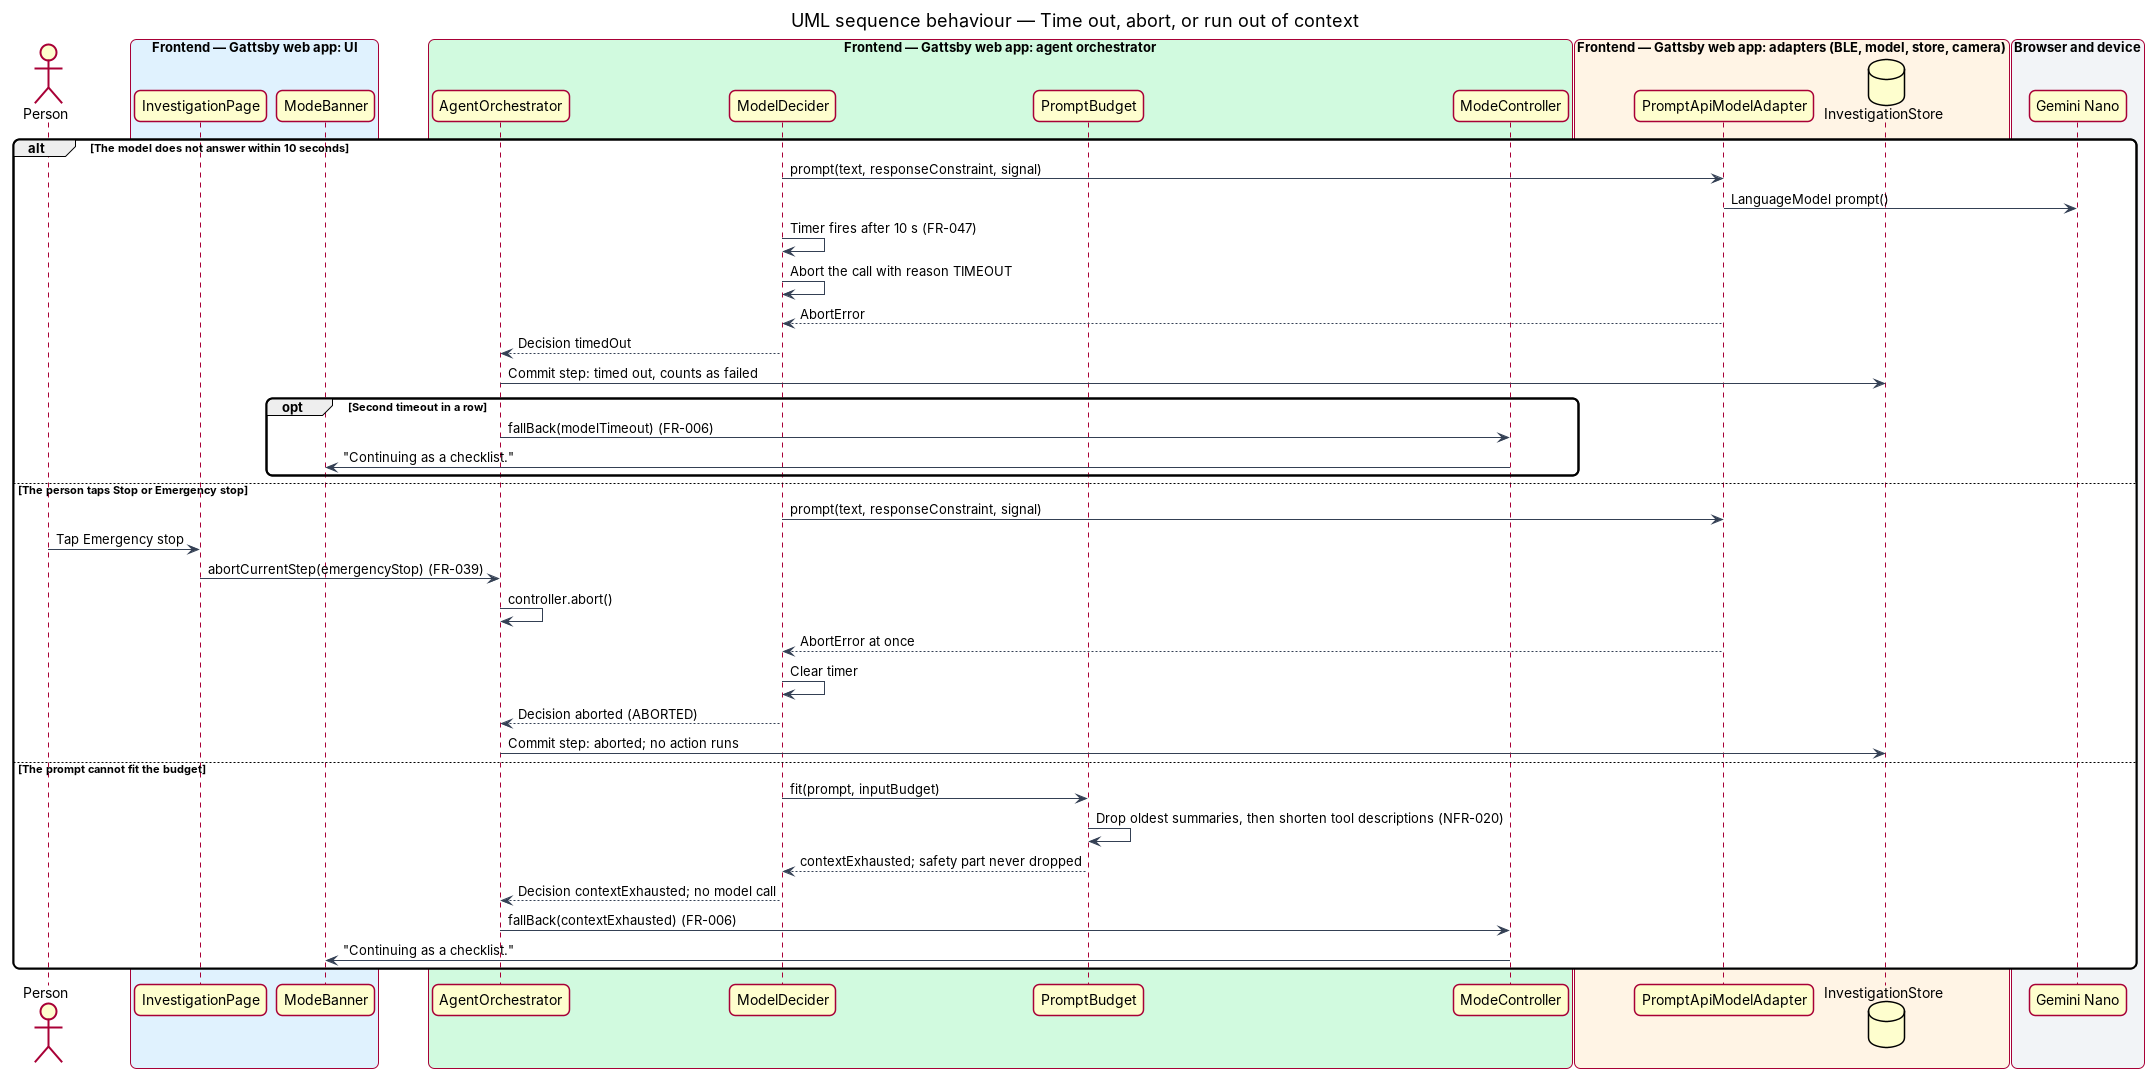 UML sequence behaviour — Time out, abort, or run out of context
Frontend — Gattsby web app: UI
Frontend — Gattsby web app: agent orchestrator
Frontend — Gattsby web app: adapters (BLE, model, store, camera)
Browser and device
Person
InvestigationPage
ModeBanner
AgentOrchestrator
ModelDecider
PromptBudget
ModeController
PromptApiModelAdapter
InvestigationStore
Gemini Nano
alt
[The model does not answer within 10 seconds]
prompt(text, responseConstraint, signal)
LanguageModel prompt()
Timer fires after 10 s (FR-047)
Abort the call with reason TIMEOUT
AbortError
Decision timedOut
Commit step: timed out, counts as failed
opt
[Second timeout in a row]
fallBack(modelTimeout) (FR-006)
"Continuing as a checklist."
[The person taps Stop or Emergency stop]
prompt(text, responseConstraint, signal)
Tap Emergency stop
abortCurrentStep(emergencyStop) (FR-039)
controller.abort()
AbortError at once
Clear timer
Decision aborted (ABORTED)
Commit step: aborted; no action runs
[The prompt cannot fit the budget]
fit(prompt, inputBudget)
Drop oldest summaries, then shorten tool descriptions (NFR-020)
contextExhausted; safety part never dropped
Decision contextExhausted; no model call
fallBack(contextExhausted) (FR-006)
"Continuing as a checklist."
Person
InvestigationPage
ModeBanner
AgentOrchestrator
ModelDecider
PromptBudget
ModeController
PromptApiModelAdapter
InvestigationStore
Gemini Nano